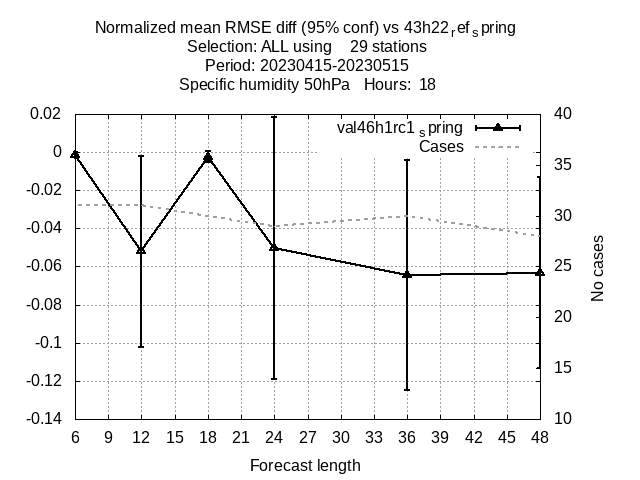 Normalized mean RMSE diff (95% conf) vs 43h22refspring
Selection: ALL using 29 stations
Period: 20230415-20230515
Specific humidity 50hPa Hours: 18
0.02
0
-0.02
-0.04
-0.06
-0.08
-0.1
-0.12
-0.14
val46h1rc1spring
Cases
40
35
30
25
20
15
10
No cases
6 9 12 15 18 21 24 27 30 33 36 39 42 45 48
Forecast length